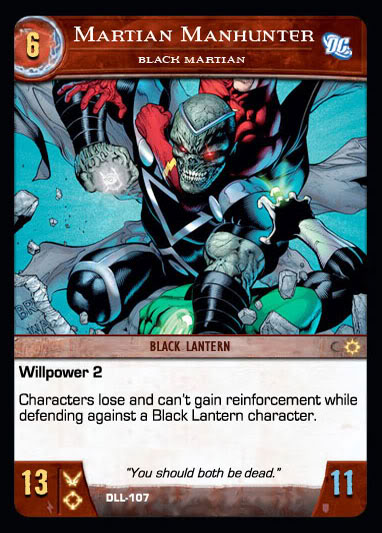 6
MARTIAN MANHUNTER
DC
BLACK MARTIAN
BLACK LANTERN
Willpower 2
Characters lose and can't gain reinforcement while
defending against a Black Lantern character.
"You should both be dead."
13
DLL-107
11